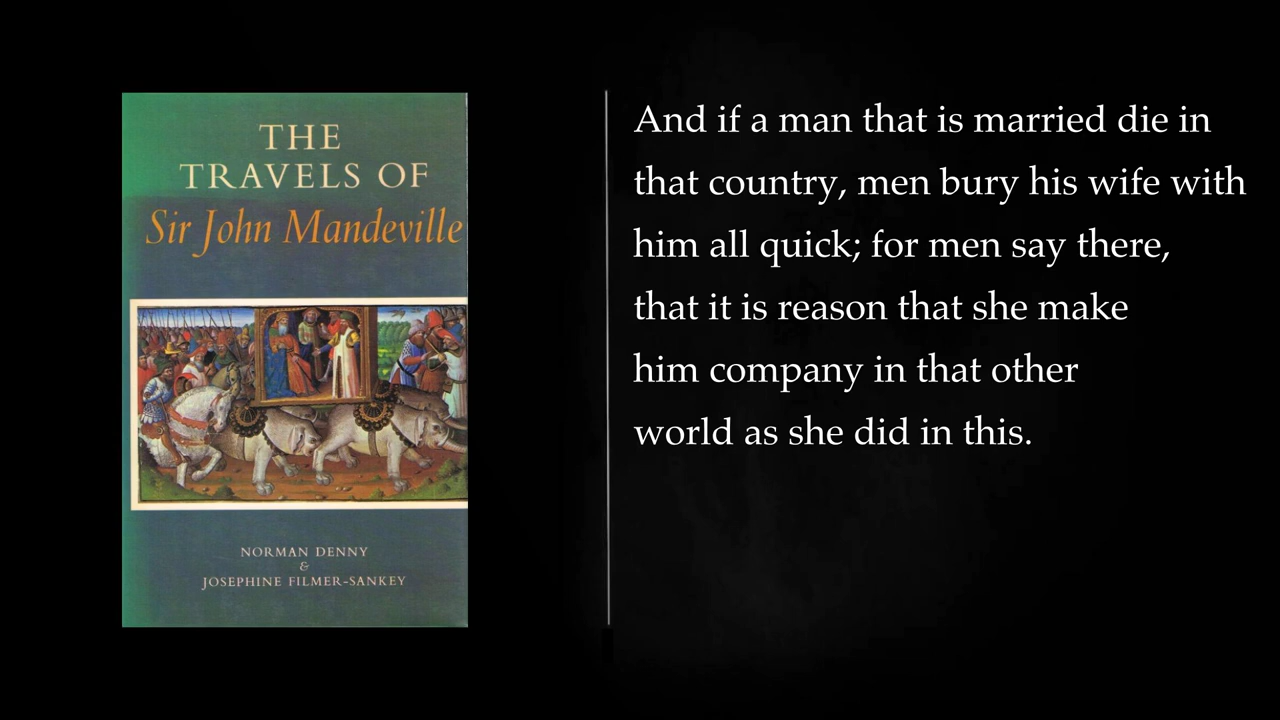 THE
TRAVELS OF
Sir John Mandeville
NORMAN DENNY
&
JOSEPHINE FILMER-SANKEY
And if a man that is married die in
that country, men bury his wife with
him all quick; for men say there,
that it is reason that she make
him company in that other
world as she did in this.